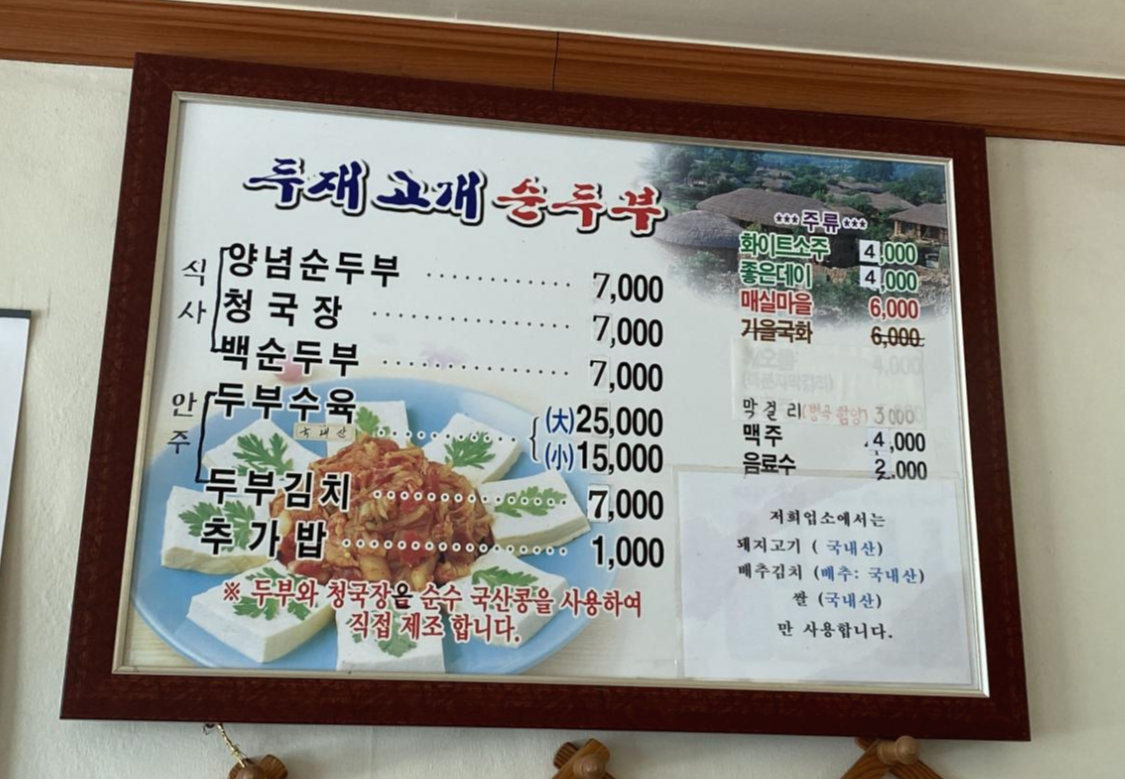 두재고개 순두부
식사
양념순두부 ........... 7,000
청국장 ........... 7,000
백순두부 ........... 7,000
안주
두부수육 국내산 ........... (大)25,000
(小)15,000
두부김치 ........... 7,000
추가밥 ........... 1,000
※ 두부와 청국장을 순수 국산콩을 사용하여
직접 제조 합니다.
***주류***
화이트소주 4,000
좋은데이 4,000
매실마을 6,000
가을국화 6,000
4,000
막걸리 3000
맥주 4,000
음료수 2,000
저희업소에서는
돼지고기 ( 국내산)
배추김치 (배추: 국내산)
쌀 (국내산)
만 사용합니다.